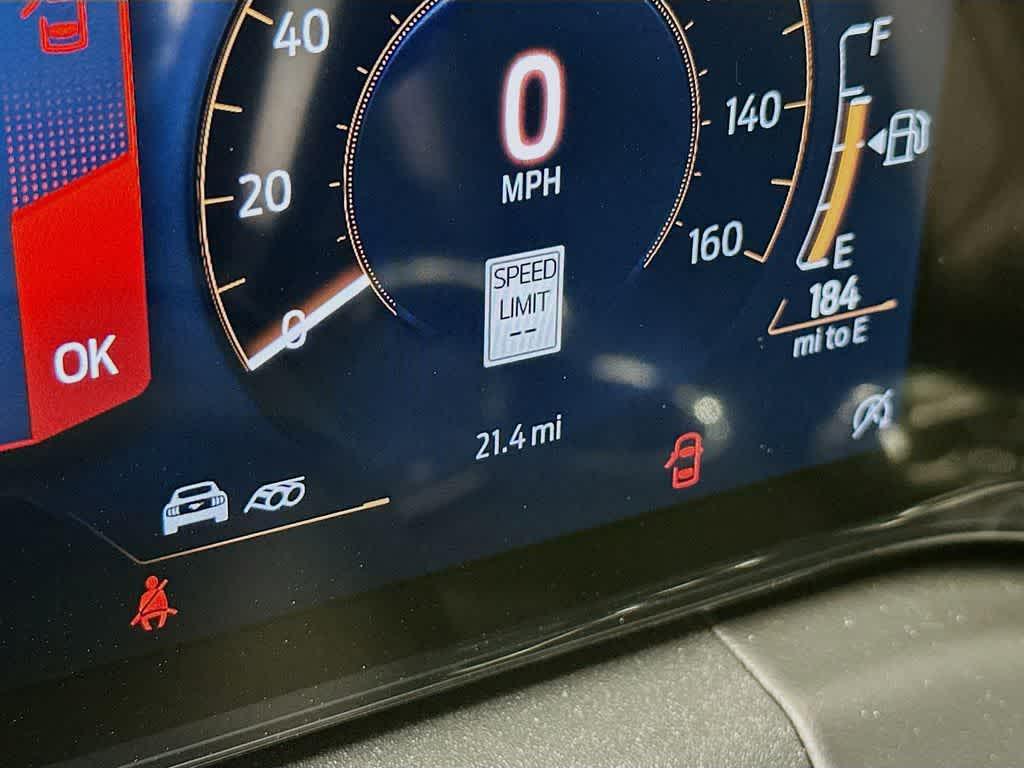 40
0
MPH
140
20
160
SPEED
LIMIT
--
0
F
E
184
mi to E
OK
21.4 mi